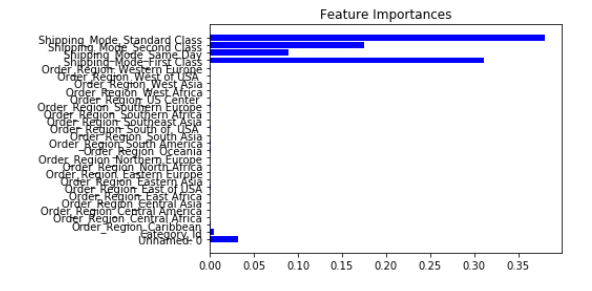 Feature Importances
Shipping_Mode_Standard Class
Shipping_Mode_Second Class
Shipping_Mode_Same Day
Shipping_Mode_First Class
Order_Region_Western Europe
Order_Region_West of USA
Order_Region_West Asia
Order_Region_West Africa
Order_Region_US Center
Order_Region_Southern Europe
Order_Region_Southern Africa
Order_Region_Southeast Asia
Order_Region_South of USA
Order_Region_South Asia
Order_Region_South America
Order_Region_Oceania
Order_Region_Northern Europe
Order_Region_North Africa
Order_Region_Eastern Europe
Order_Region_Eastern Asia
Order_Region_East of USA
Order_Region_East Africa
Order_Region_Central Asia
Order_Region_Central America
Order_Region_Central Africa
Order_Region_Caribbean
Category_Id
Unnamed: 0
0.00 0.05 0.10 0.15 0.20 0.25 0.30 0.35